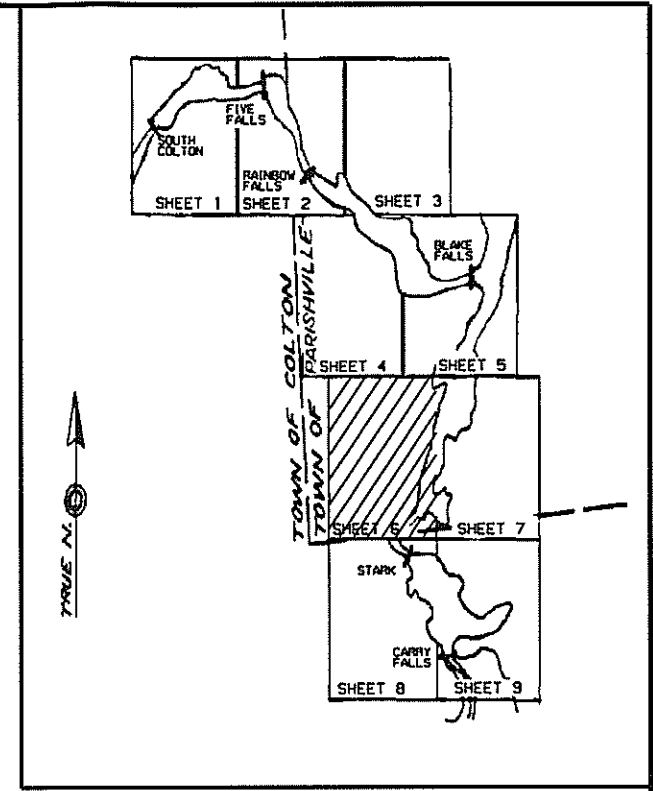 FIVE
FALLS
SOUTH
COLTON
RAINBOW
FALLS
SHEET 1
SHEET 2
SHEET 3
BLAKE
FALLS
TOWN OF COLTON
TOWN OF PARISHVILLE
SHEET 4
SHEET 5
TRUE N.
SHEET 6
SHEET 7
STARK
CARRY
FALLS
SHEET 8
SHEET 9